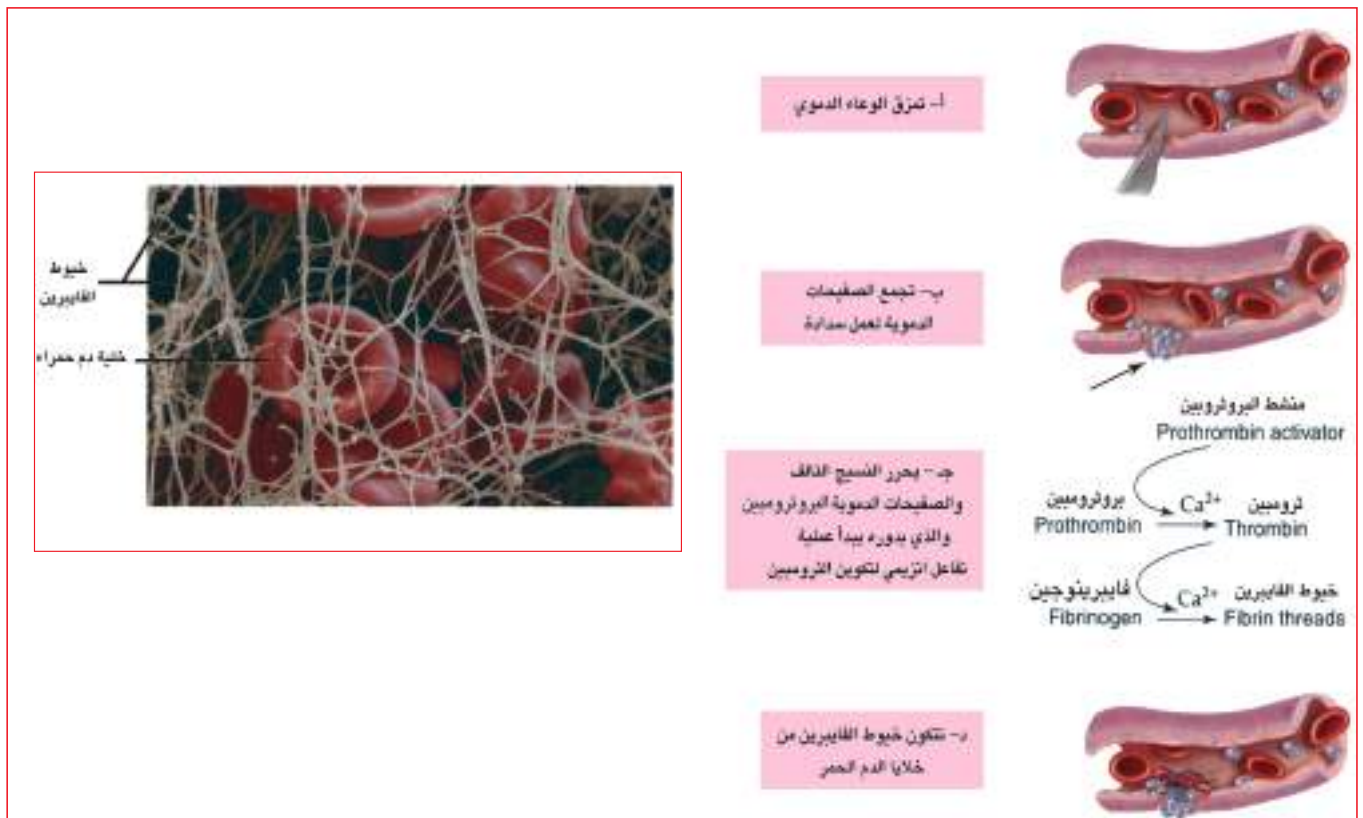 أ- تمزق الوعاء الدموي
خيوط
الفايبرين
خلية دم حمراء
ب- تجمع الصفيحات
الدموية لعمل سدادة
منشط البروثرومبين
Prothrombin activator
جـ- يحرر النسيج التالف
والصفيحات الدموية البروثرومبين
والذي بدوره يبدأ عملية
تفاعل انزيمي لتكوين الثرومبين
بروثرومبين
Ca²⁺
ثرومبين
Prothrombin
Thrombin
فايبرينوجين
Ca²⁺
خيوط الفايبرين
Fibrinogen
Fibrin threads
د- تتكون خيوط الفايبرين من
خلايا الدم الحمر